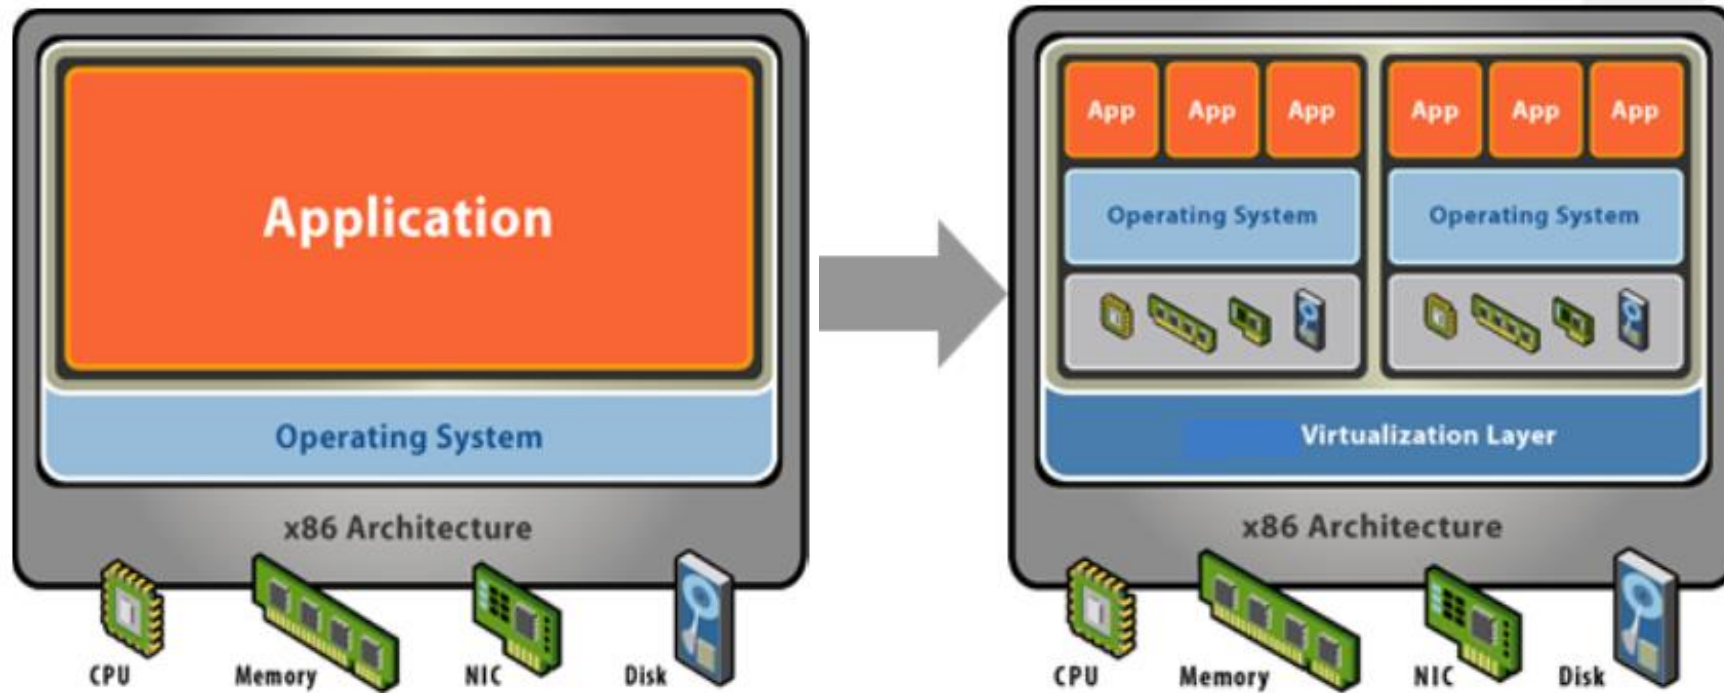 Application
Operating System
x86 Architecture
CPU
Memory
NIC
Disk
App
App
App
App
App
App
Operating System
Operating System
Virtualization Layer
x86 Architecture
CPU
Memory
NIC
Disk